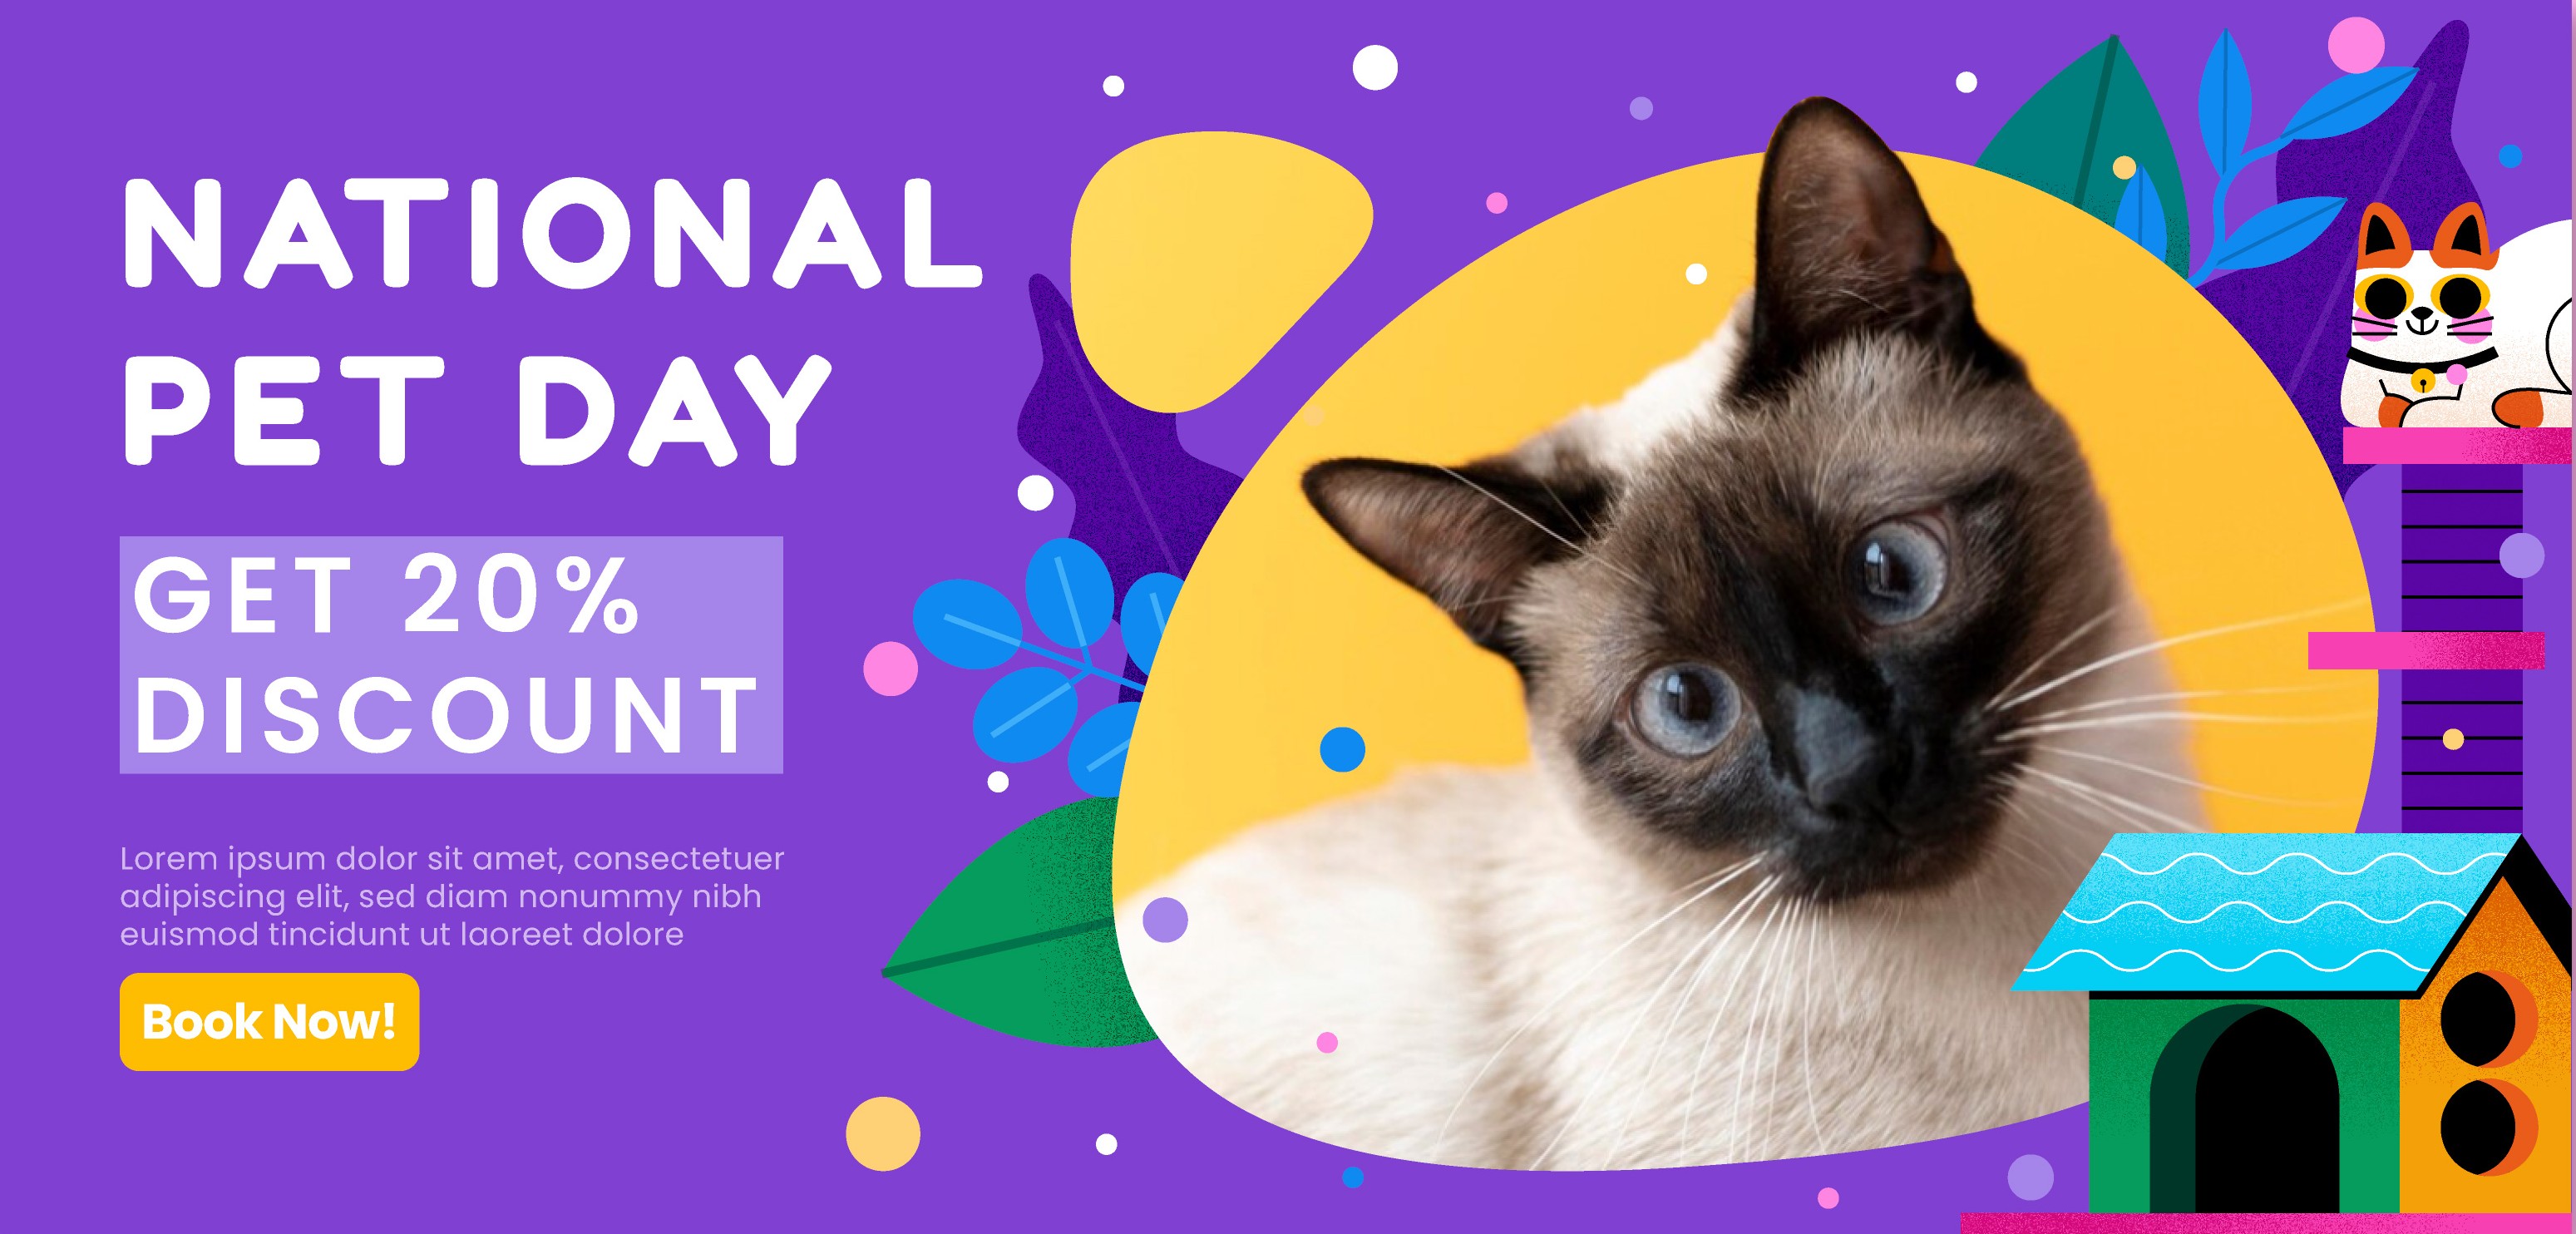 NATIONAL
PET DAY
GET 20%
DISCOUNT
Lorem ipsum dolor sit amet, consectetuer
adipiscing elit, sed diam nonummy nibh
euismod tincidunt ut laoreet dolore
Book Now!